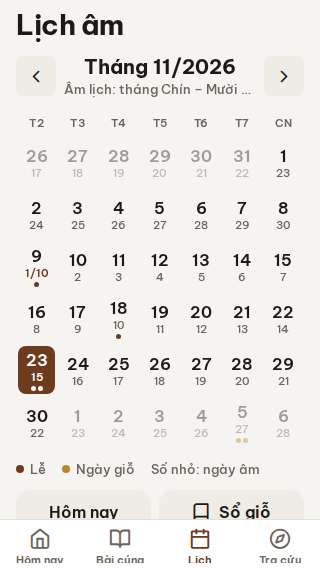 Lịch âm
Tháng 11/2026
Âm lịch: tháng Chín – Mười ...
T2 T3 T4 T5 T6 T7 CN
26 27 28 29 30 31 1
17 18 19 20 21 22 23
2 3 4 5 6 7 8
24 25 26 27 28 29 30
9 10 11 12 13 14 15
1/10 2 3 4 5 6 7
16 17 18 19 20 21 22
8 9 10 11 12 13 14
23 24 25 26 27 28 29
15 16 17 18 19 20 21
30 1 2 3 4 5 6
22 23 24 25 26 27 28
Lễ Ngày giỗ Số nhỏ: ngày âm
Hôm nay Sổ giỗ
Hôm nay Bài cúng Lịch Tra cứu